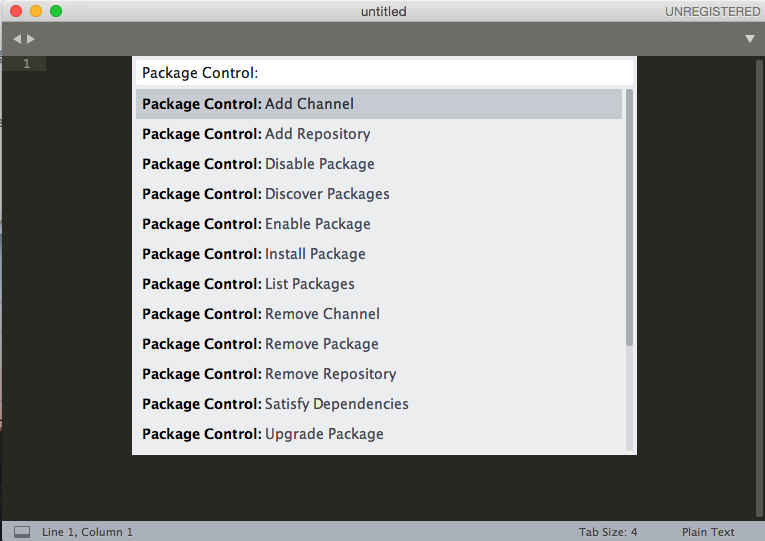 untitled
UNREGISTERED
1
Package Control:
Package Control: Add Channel
Package Control: Add Repository
Package Control: Disable Package
Package Control: Discover Packages
Package Control: Enable Package
Package Control: Install Package
Package Control: List Packages
Package Control: Remove Channel
Package Control: Remove Package
Package Control: Remove Repository
Package Control: Satisfy Dependencies
Package Control: Upgrade Package
Line 1, Column 1
Tab Size: 4
Plain Text